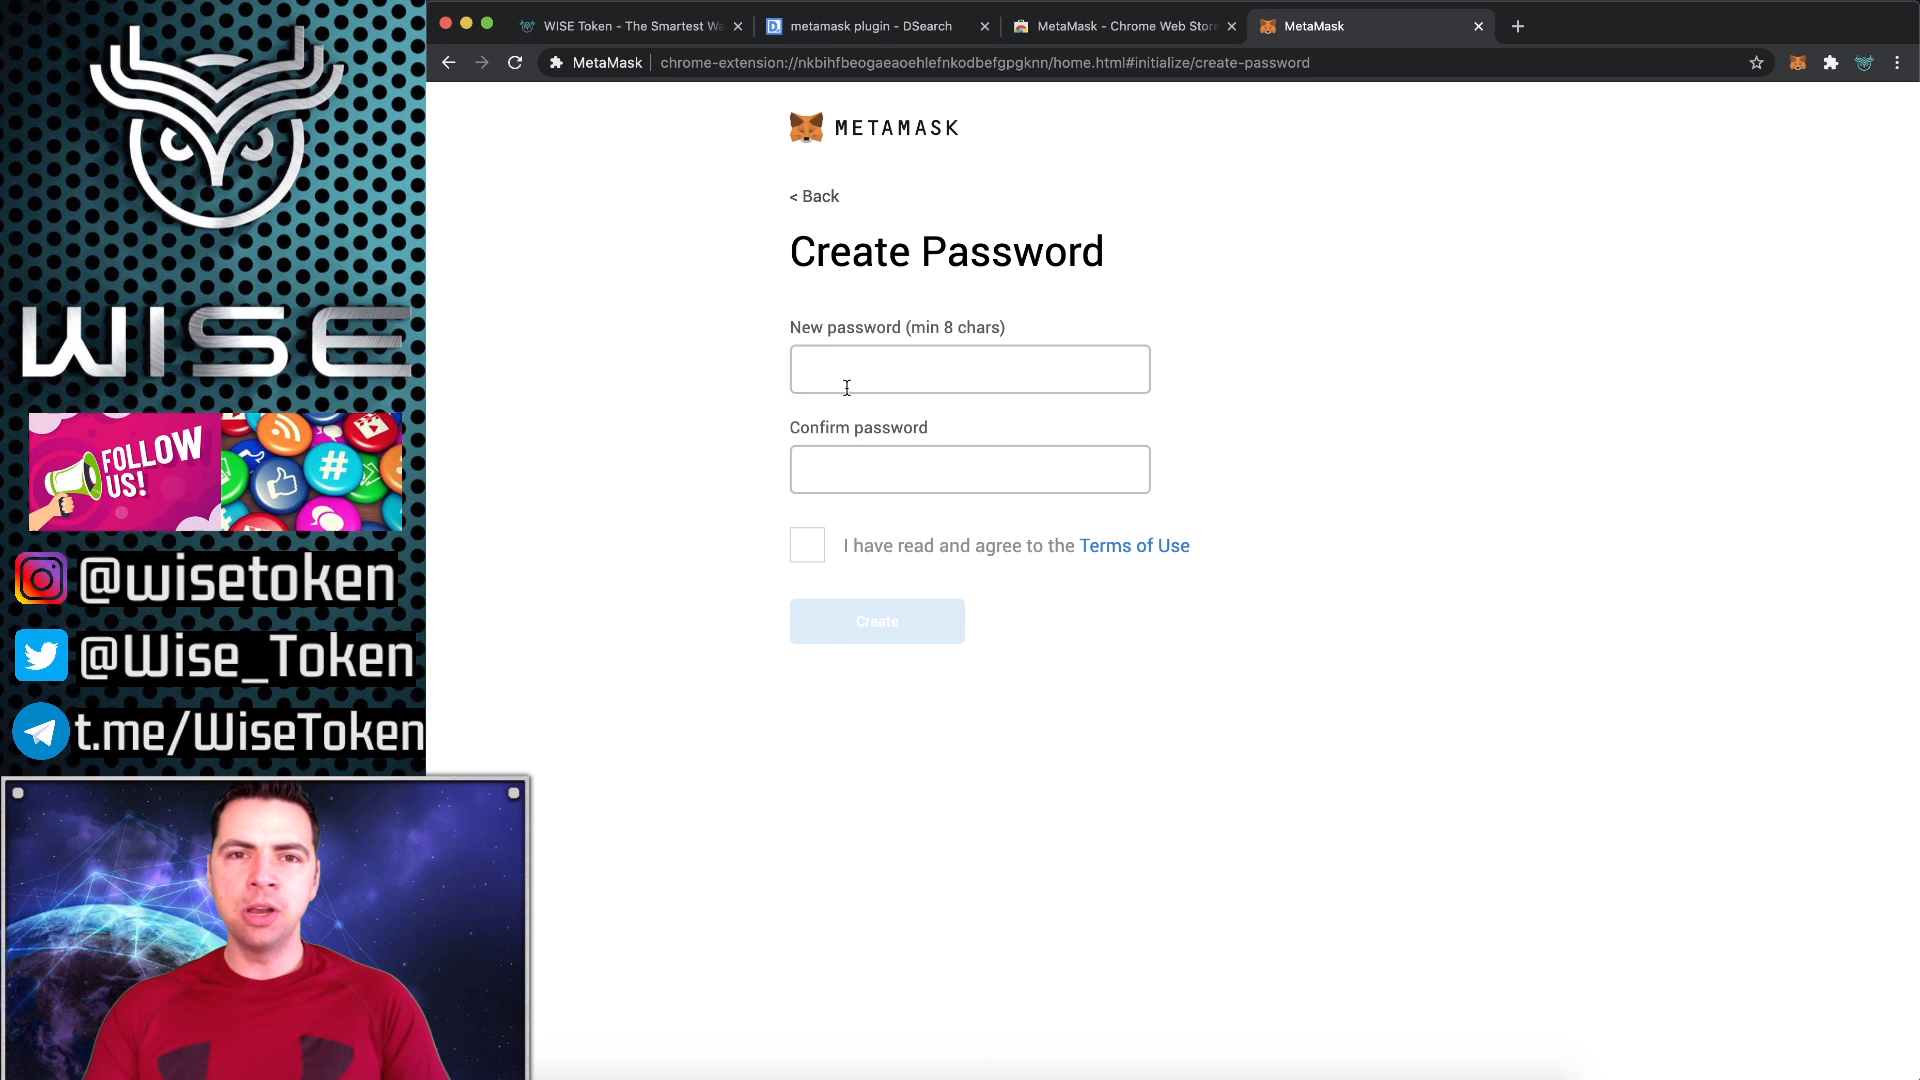 WISE
FOLLOW
US!
#
@wisetoken
@Wise_Token
t.me/WiseToken
WISE Token - The Smartest Wa
metamask plugin - DSearch
MetaMask - Chrome Web Store
MetaMask
MetaMask
chrome-extension://nkbihfbeogaeaoehlefnkodbefgpgknn/home.html#initialize/create-password
METAMASK
< Back
Create Password
New password (min 8 chars)
Confirm password
I have read and agree to the Terms of Use
Create